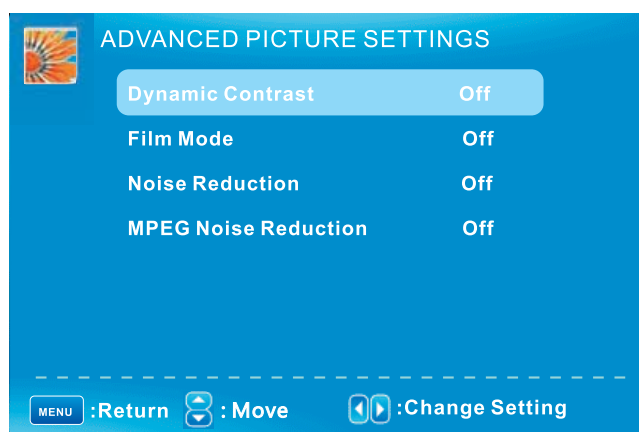 ADVANCED PICTURE SETTINGS
Dynamic Contrast Off
Film Mode Off
Noise Reduction Off
MPEG Noise Reduction Off
MENU :Return : Move :Change Setting